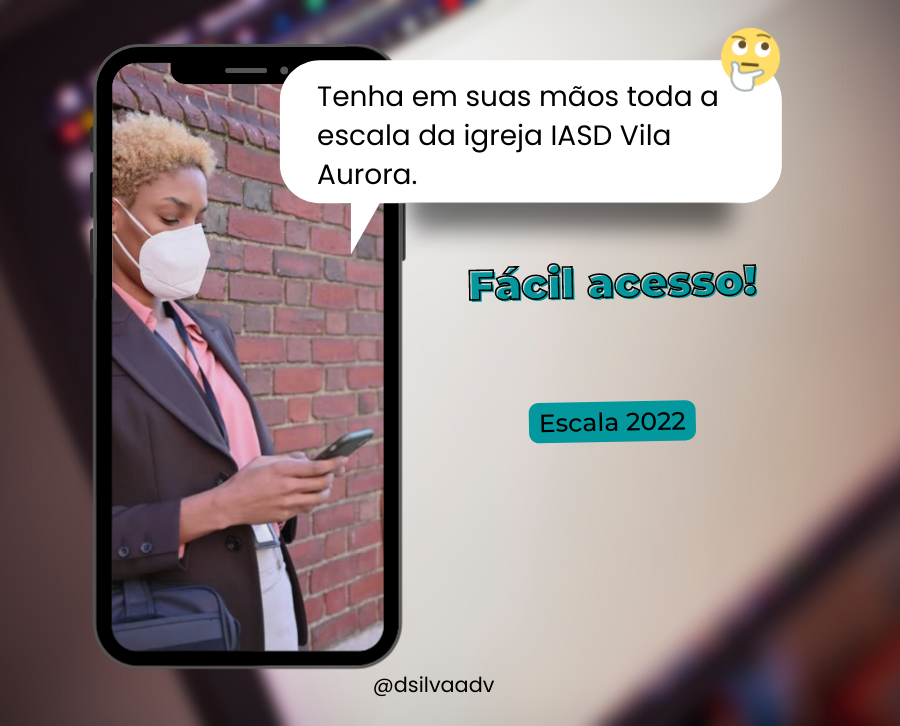 Tenha em suas mãos toda a
escala da igreja IASD Vila
Aurora.
Fácil acesso!
Escala 2022
@dsilvaadv